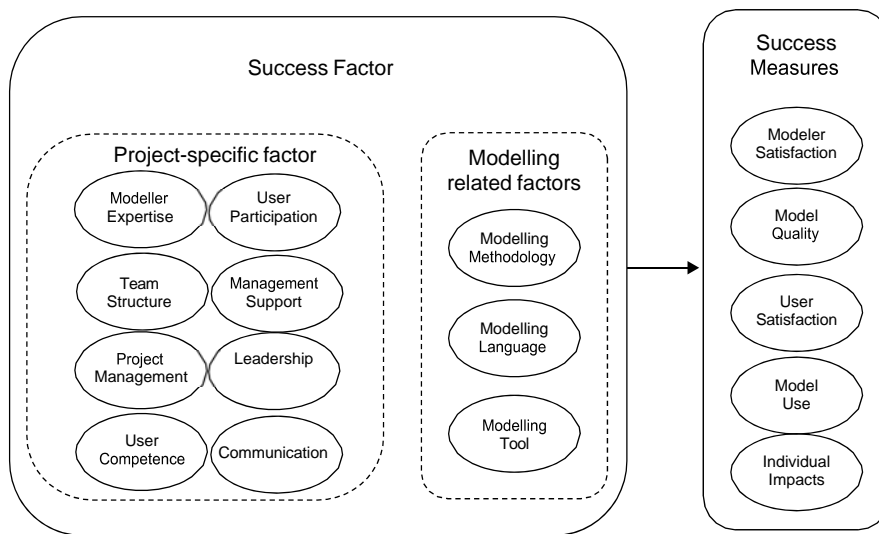 Success Factor
Project-specific factor
Modeller
Expertise
User
Participation
Team
Structure
Management
Support
Project
Management
Leadership
User
Competence
Communication
Modelling
related factors
Modelling
Methodology
Modelling
Language
Modelling
Tool
Success
Measures
Modeler
Satisfaction
Model
Quality
User
Satisfaction
Model
Use
Individual
Impacts